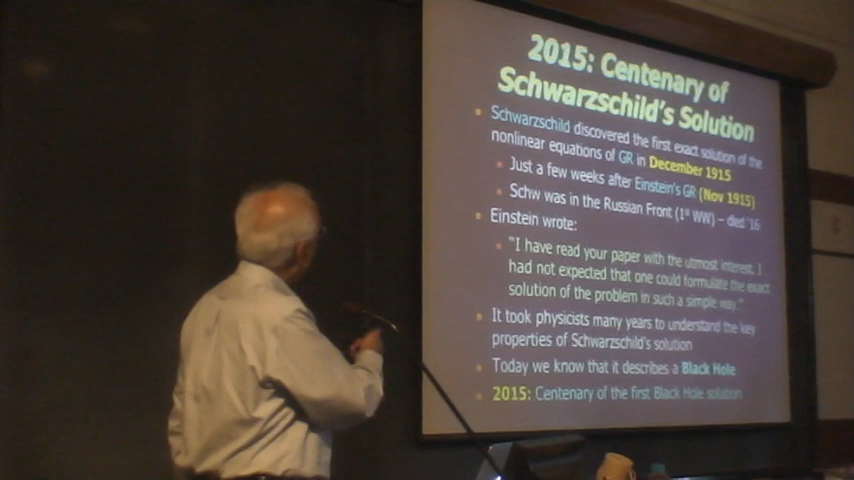 2015: Centenary of
Schwarzschild's Solution
Schwarzschild discovered the first exact solution of the
nonlinear equations of GR in December 1915
Just a few weeks after Einstein's GR (Nov 1915)
Schw was in the Russian Front (1st WW) – died '16
Einstein wrote:
"I have read your paper with the utmost interest. I
had not expected that one could formulate the exact
solution of the problem in such a simple way."
It took physicists many years to understand the key
properties of Schwarzschild's solution
Today we know that it describes a Black Hole
2015: Centenary of the first Black Hole solution